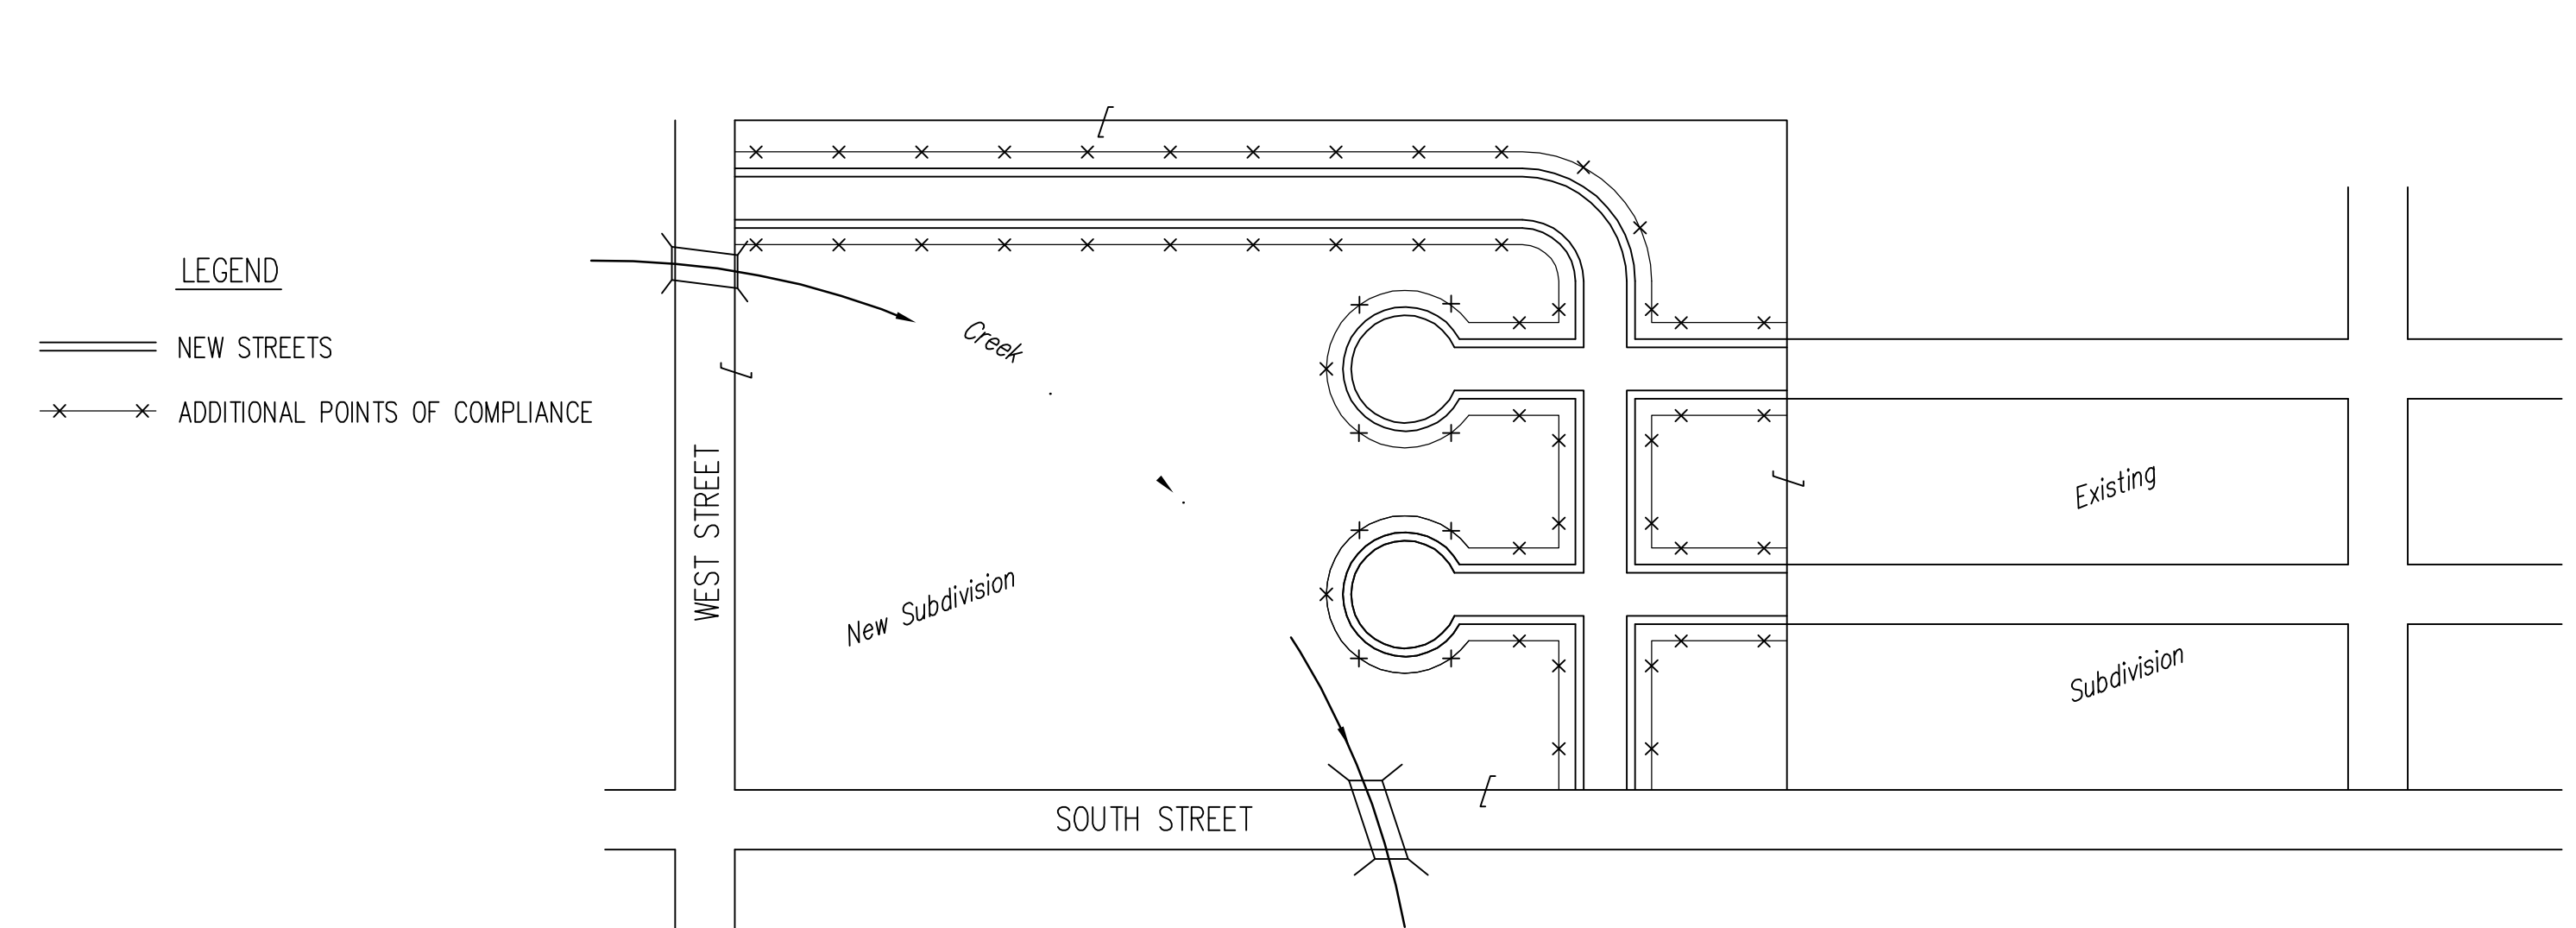 LEGEND
NEW STREETS
ADDITIONAL POINTS OF COMPLIANCE
Creek
WEST STREET
New Subdivision
SOUTH STREET
Existing
Subdivision